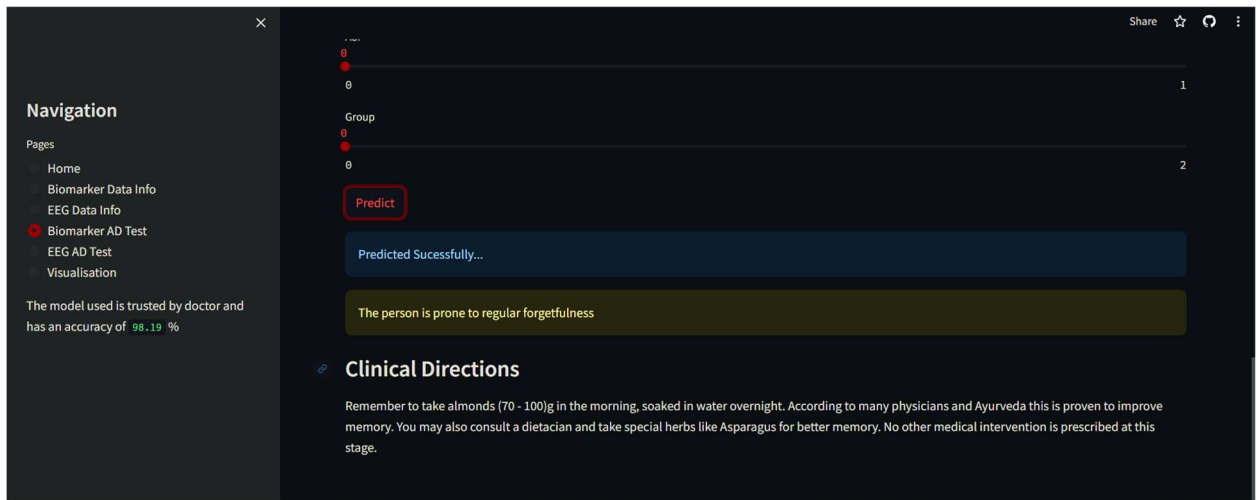 Share
0
0
1
Group
0
0
2
Predict
Predicted Sucessfully...
The person is prone to regular forgetfulness
Clinical Directions
Remember to take almonds (70 - 100)g in the morning, soaked in water overnight. According to many physicians and Ayurveda this is proven to improve
memory. You may also consult a dietacian and take special herbs like Asparagus for better memory. No other medical intervention is prescribed at this
stage.
Navigation
Pages
Home
Biomarker Data Info
EEG Data Info
Biomarker AD Test
EEG AD Test
Visualisation
The model used is trusted by doctor and
has an accuracy of 98.19 %